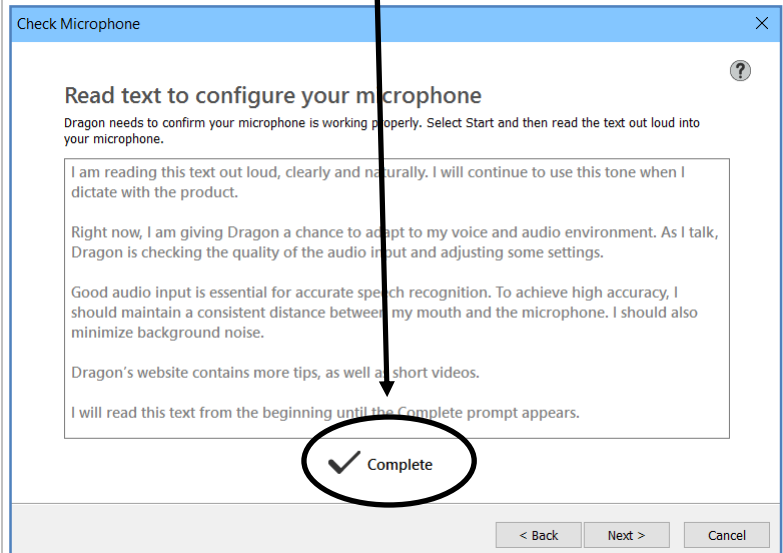 Check Microphone
Read text to configure your microphone
Dragon needs to confirm your microphone is working properly. Select Start and then read the text out loud into
your microphone.
I am reading this text out loud, clearly and naturally. I will continue to use this tone when I
dictate with the product.
Right now, I am giving Dragon a chance to adapt to my voice and audio environment. As I talk,
Dragon is checking the quality of the audio input and adjusting some settings.
Good audio input is essential for accurate speech recognition. To achieve high accuracy, I
should maintain a consistent distance between my mouth and the microphone. I should also
minimize background noise.
Dragon's website contains more tips, as well as short videos.
I will read this text from the beginning until the Complete prompt appears.
Complete
< Back Next > Cancel